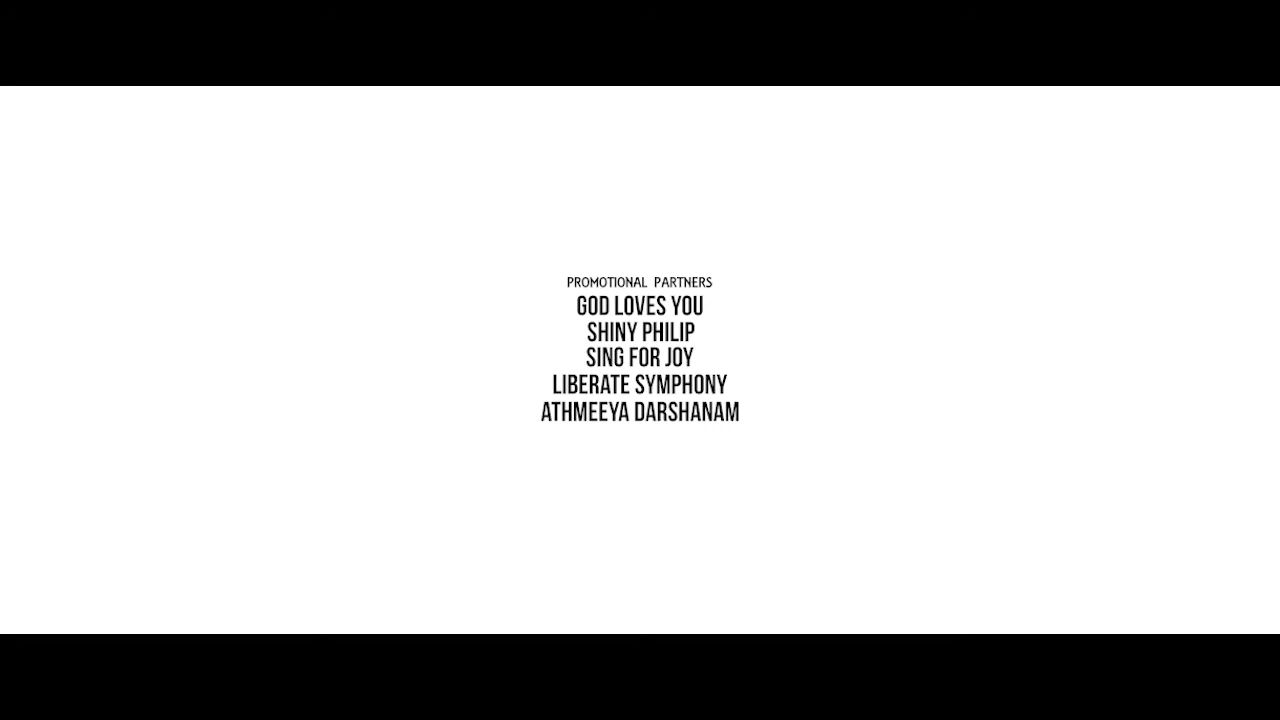 PROMOTIONAL PARTNERS
GOD LOVES YOU
SHINY PHILIP
SING FOR JOY
LIBERATE SYMPHONY
ATHMEEYA DARSHANAM